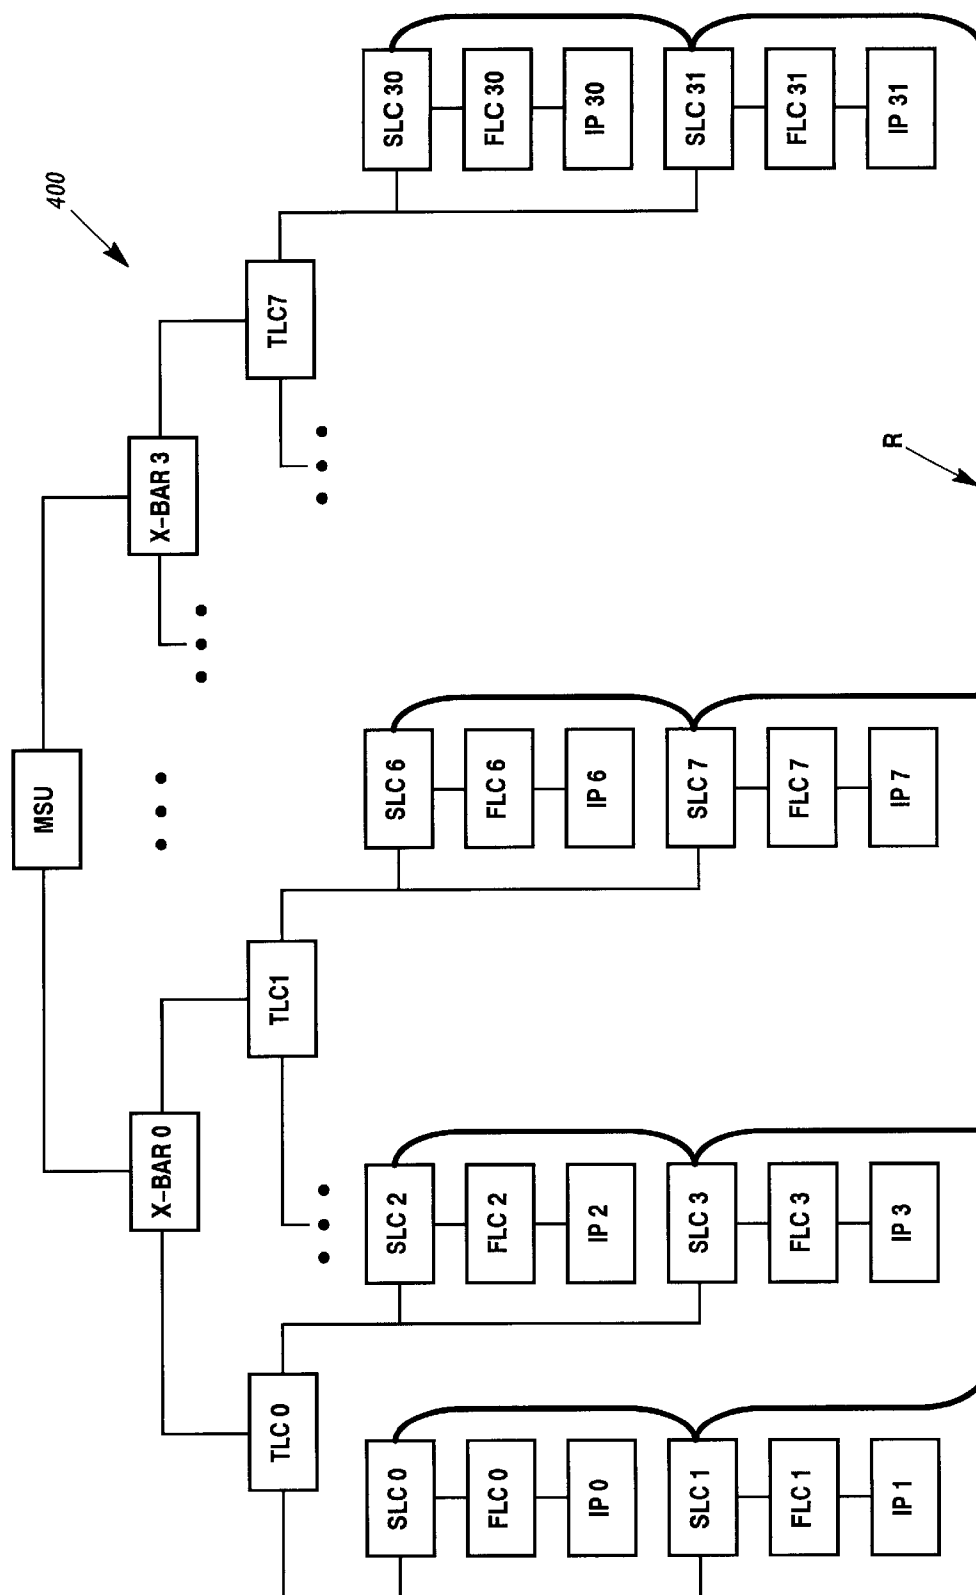 400
MSU
X-BAR 0
X-BAR 3
TLC 0
TLC1
TLC7
SLC 0
FLC 0
IP 0
SLC 1
FLC 1
IP 1
SLC 2
FLC 2
IP 2
SLC 3
FLC 3
IP 3
SLC 6
FLC 6
IP 6
SLC 7
FLC 7
IP 7
SLC 30
FLC 30
IP 30
SLC 31
FLC 31
IP 31
R